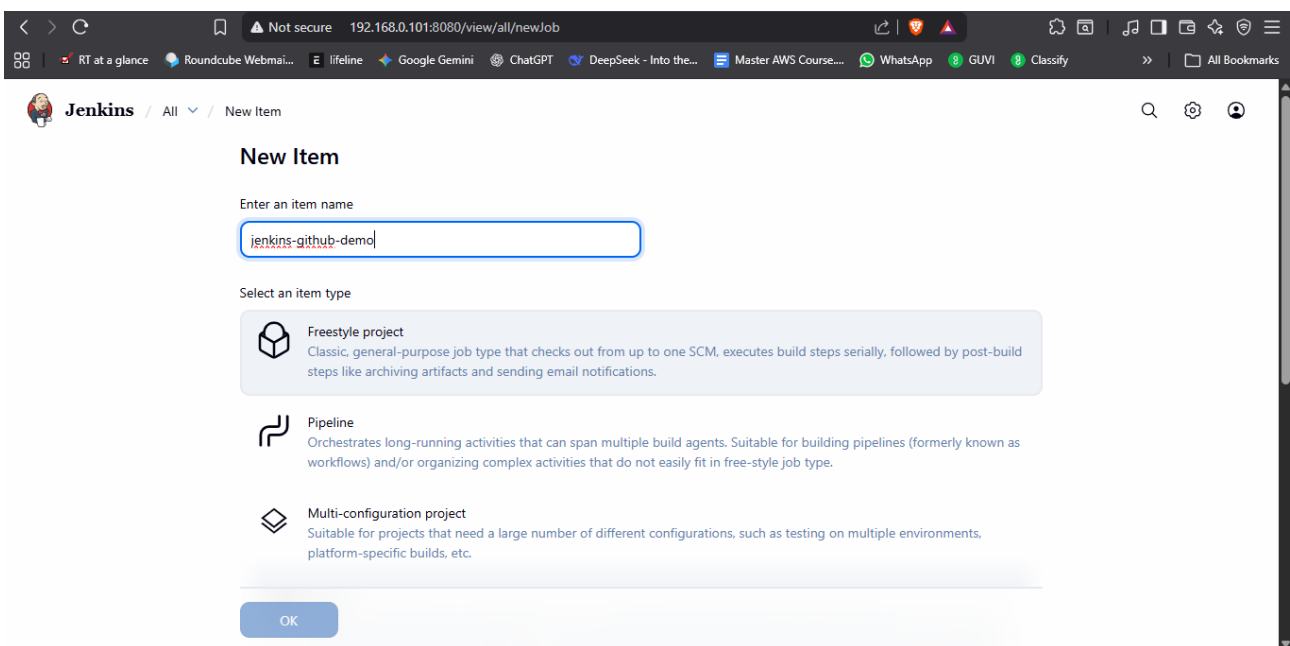 Not secure 192.168.0.101:8080/view/all/newJob
RT at a glance Roundcube Webmai... lifeline Google Gemini ChatGPT DeepSeek - Into the... Master AWS Course.... WhatsApp GUVI Classify » All Bookmarks
Jenkins / All / New Item
New Item
Enter an item name
jenkins-github-demo
Select an item type
Freestyle project
Classic, general-purpose job type that checks out from up to one SCM, executes build steps serially, followed by post-build
steps like archiving artifacts and sending email notifications.
Pipeline
Orchestrates long-running activities that can span multiple build agents. Suitable for building pipelines (formerly known as
workflows) and/or organizing complex activities that do not easily fit in free-style job type.
Multi-configuration project
Suitable for projects that need a large number of different configurations, such as testing on multiple environments,
platform-specific builds, etc.
OK